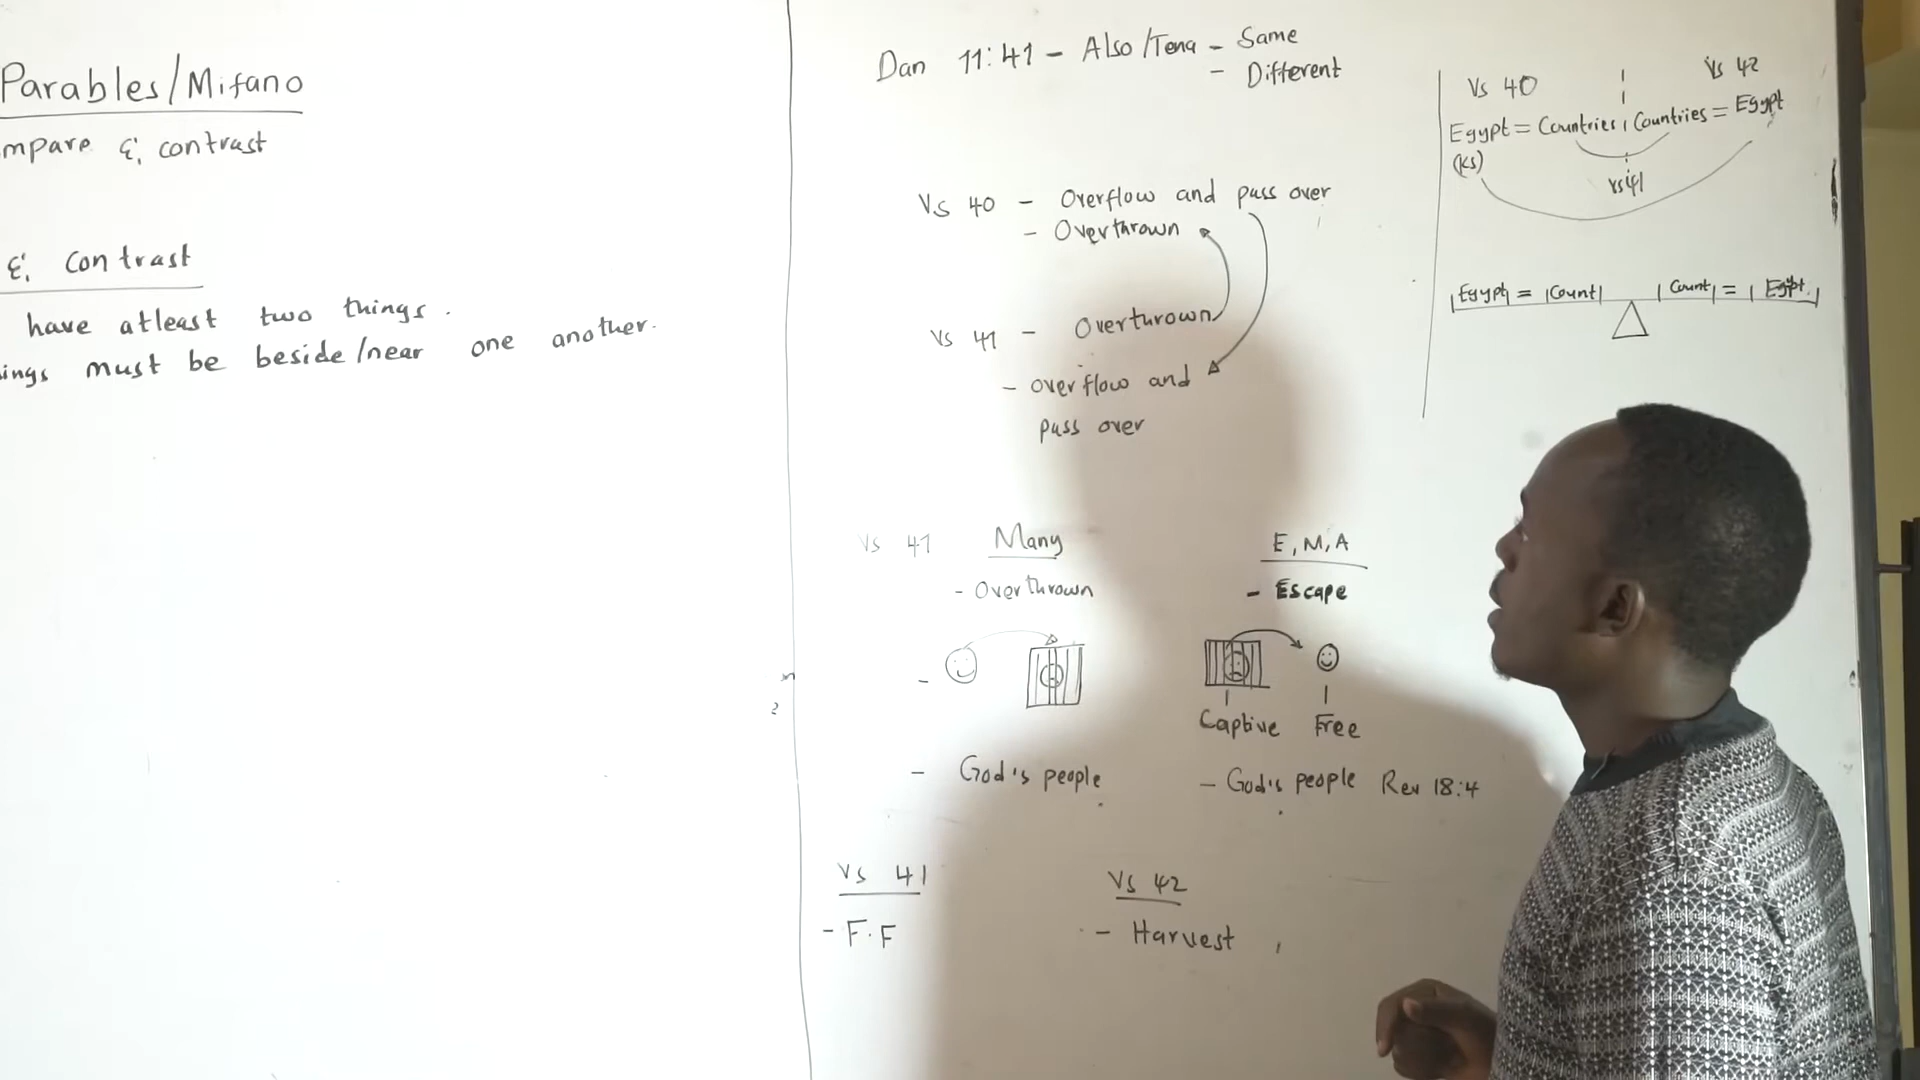 Parables/Mifano
mpare & contrast
& contrast
have atleast two things.
ings must be beside/near one another.
Dan 11:41 - Also/Tena - Same
- Different
Vs 40 - Overflow and pass over
- Overthrown
Vs 41 - Overthrown
- overflow and
pass over
Vs 41 Many
- Overthrown
E, M, A
- Escape
Captive Free
- God's people
- God's people Rev 18:4
Vs 41
- F.F
Vs 42
- Harvest
Vs 40
Vs 42
Egypt = Countries Countries = Egypt
(KS)
vs 41
Egypt = Count Count = Egpt